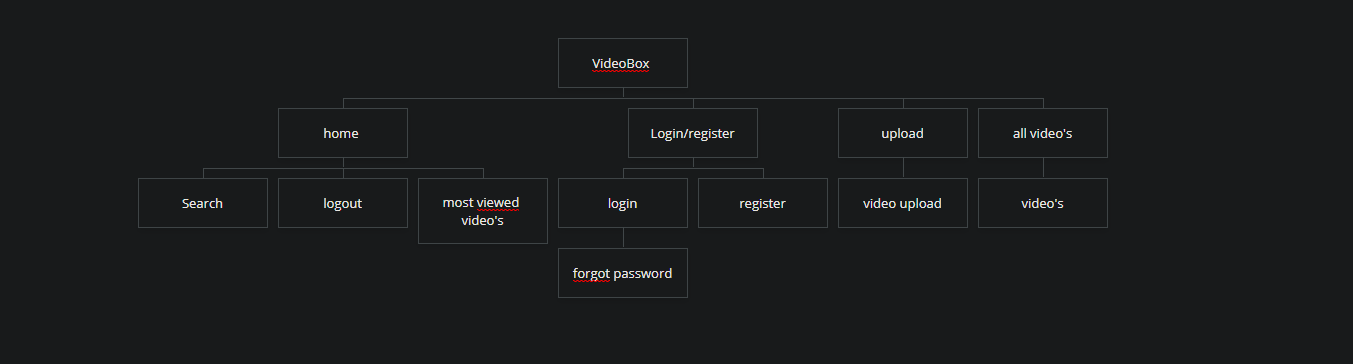 VideoBox
home
Login/register
upload
all video's
Search
logout
most viewed
video's
login
register
video upload
video's
forgot password